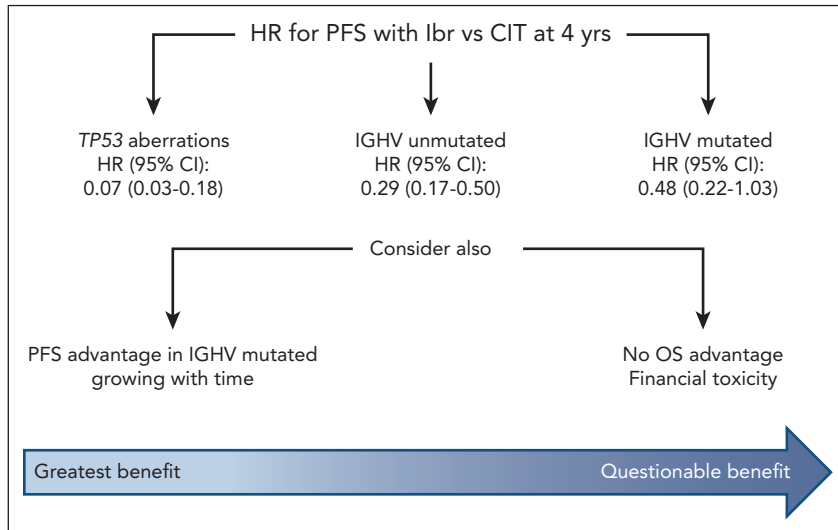 HR for PFS with Ibr vs CIT at 4 yrs
TP53 aberrations
HR (95% CI):
0.07 (0.03-0.18)
IGHV unmutated
HR (95% CI):
0.29 (0.17-0.50)
IGHV mutated
HR (95% CI):
0.48 (0.22-1.03)
Consider also
PFS advantage in IGHV mutated
growing with time
No OS advantage
Financial toxicity
Greatest benefit
Questionable benefit